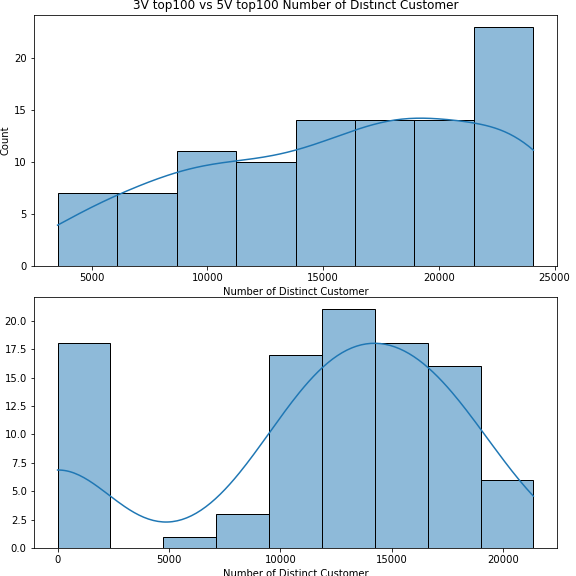 3V top100 vs 5V top100 Number of Distinct Customer
20
15
10
5
0
Count
5000 10000 15000 20000 25000
Number of Distinct Customer
20.0
17.5
15.0
12.5
10.0
7.5
5.0
2.5
0.0
0 5000 10000 15000 20000
Number of Distinct Customer